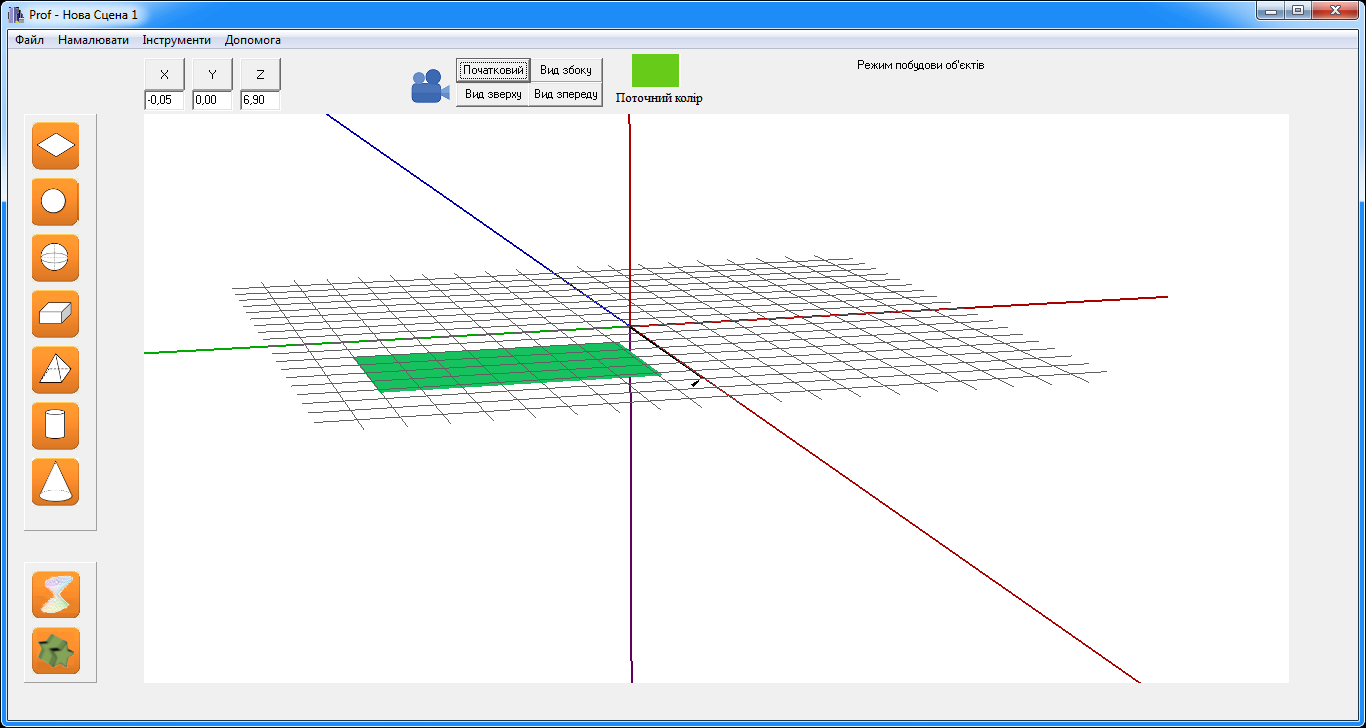 Prof - Нова Сцена 1
Файл Намалювати Інструменти Допомога
X Y Z
-0,05 0,00 6,90
Початковий Вид збоку
Вид зверху Вид зпереду
Поточний колір
Режим побудови об'єктів